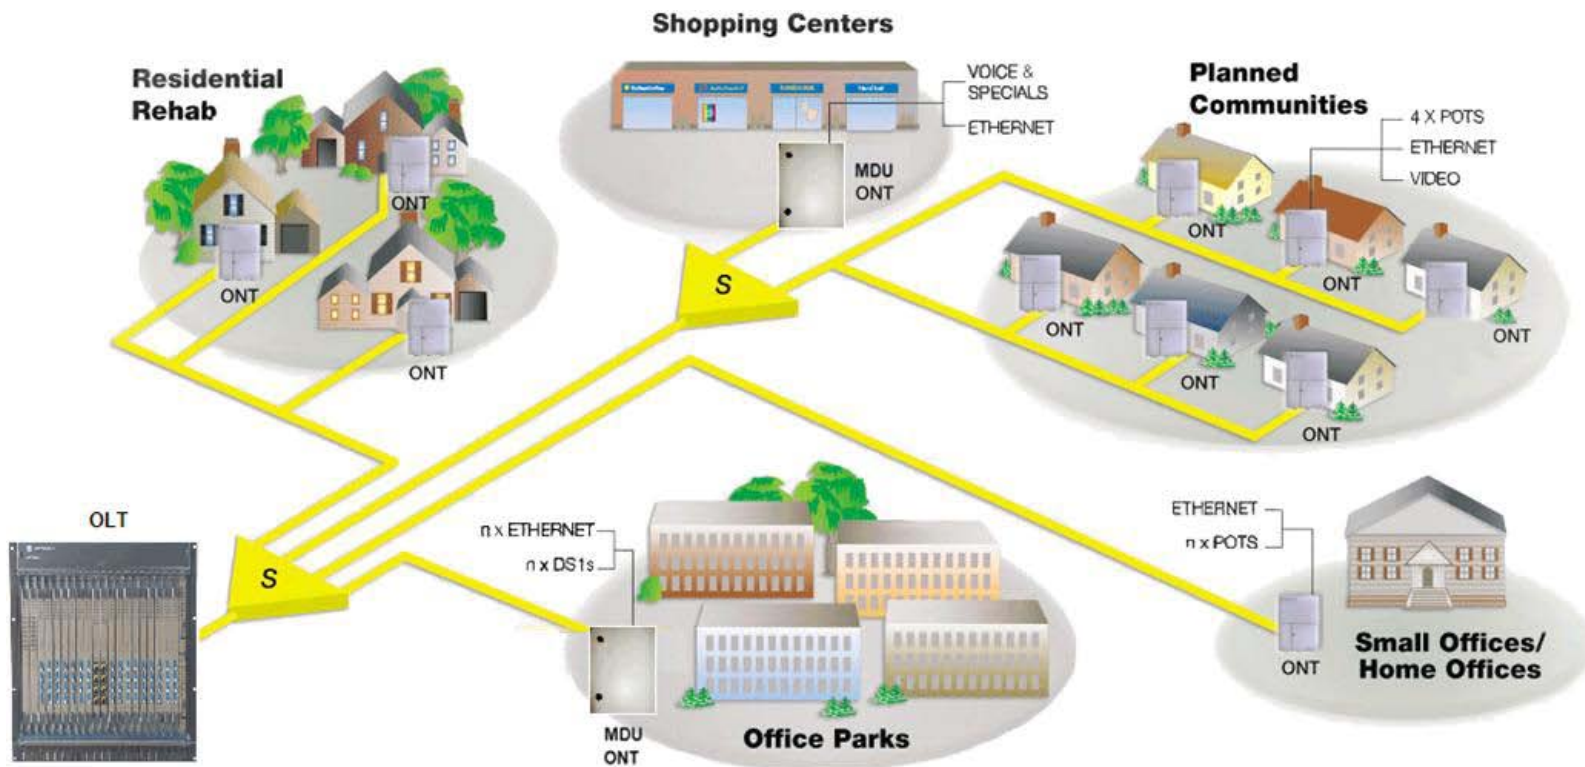 Shopping Centers
Residential
Rehab
VOICE &
SPECIALS
ETHERNET
Planned
Communities
4 X POTS
ETHERNET
VIDEO
MDU
ONT
ONT
ONT
ONT
ONT
ONT
ONT
ONT
ONT
ONT
S
OLT
S
n x ETHERNET
n x DS1s
MDU
ONT
Office Parks
ETHERNET
n x POTS
ONT
Small Offices/
Home Offices